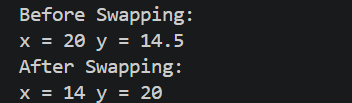 Before Swapping:
x = 20 y = 14.5
After Swapping:
x = 14 y = 20